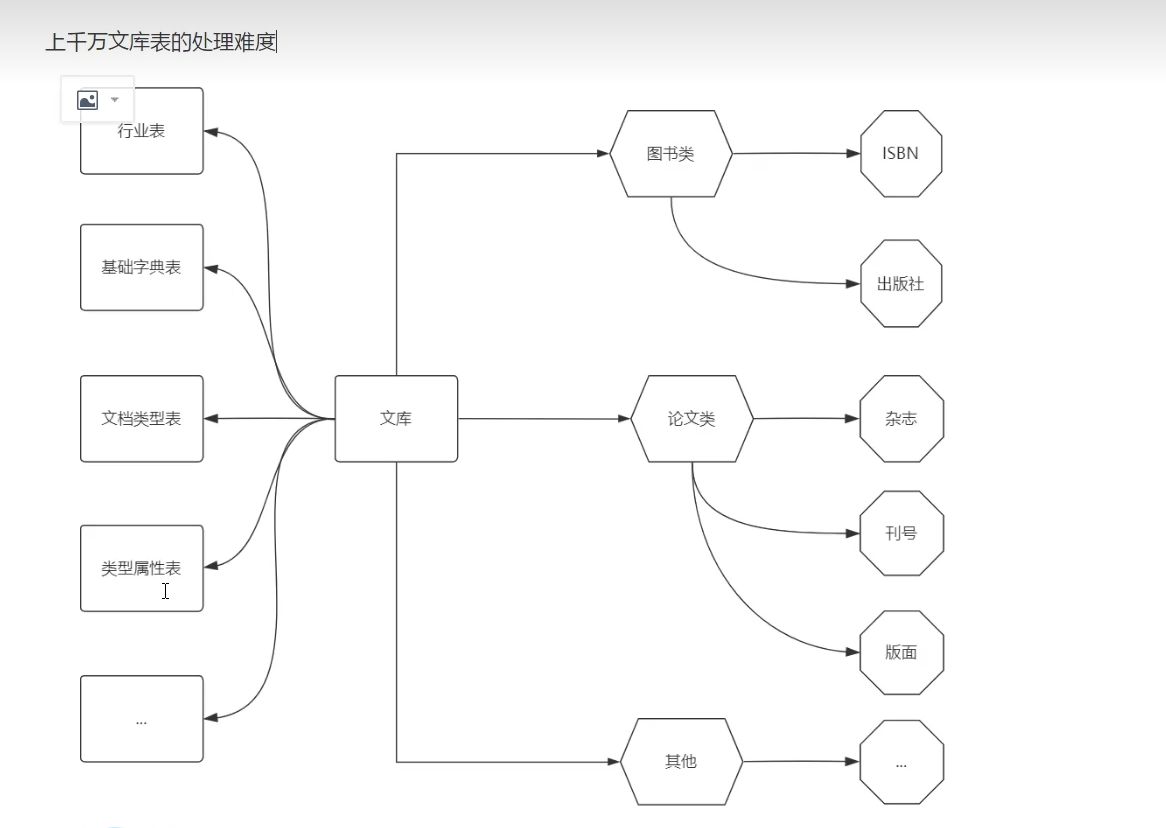 上千万文库表的处理难度
行业表
基础字典表
文档类型表
类型属性表
...
文库
图书类
ISBN
出版社
论文类
杂志
刊号
版面
其他
...